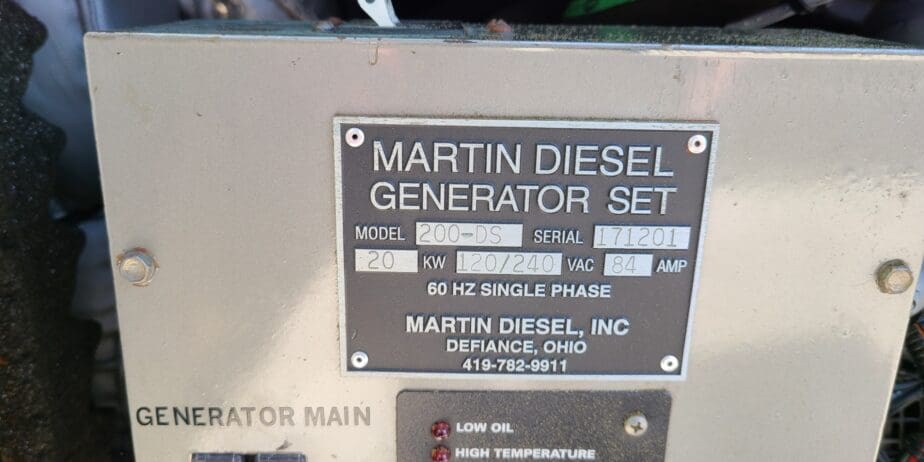 MARTIN DIESEL
GENERATOR SET
MODEL 200-DS SERIAL 171201
20 KW 120/240 VAC 84 AMP
60 HZ SINGLE PHASE
MARTIN DIESEL, INC
DEFIANCE, OHIO
419-782-9911
GENERATOR MAIN
LOW OIL
HIGH TEMPERATURE